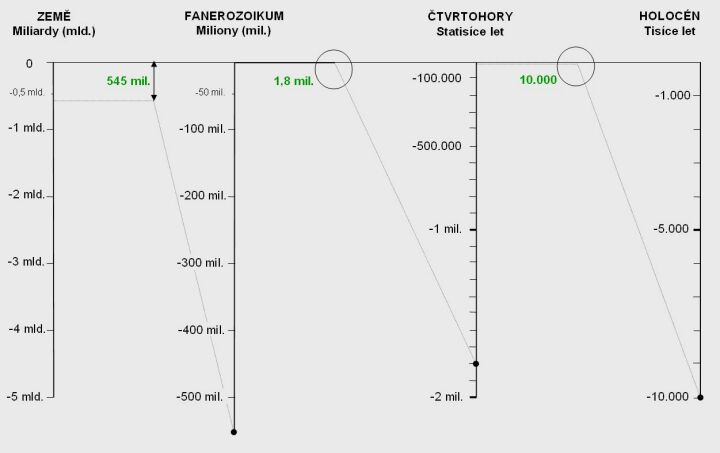 ZEMĚ
Miliardy (mld.)
FANEROZOIKUM
Miliony (mil.)
ČTVRTOHORY
Statisíce let
HOLOCÉN
Tisíce let
0
545 mil.
-0,5 mld.
-1 mld.
-2 mld.
-3 mld.
-4 mld.
-5 mld.
1,8 mil.
-50 mil.
-100 mil.
-200 mil.
-300 mil.
-400 mil.
-500 mil.
10.000
-100.000
-500.000
-1 mil.
-2 mil.
-1.000
-5.000
-10.000